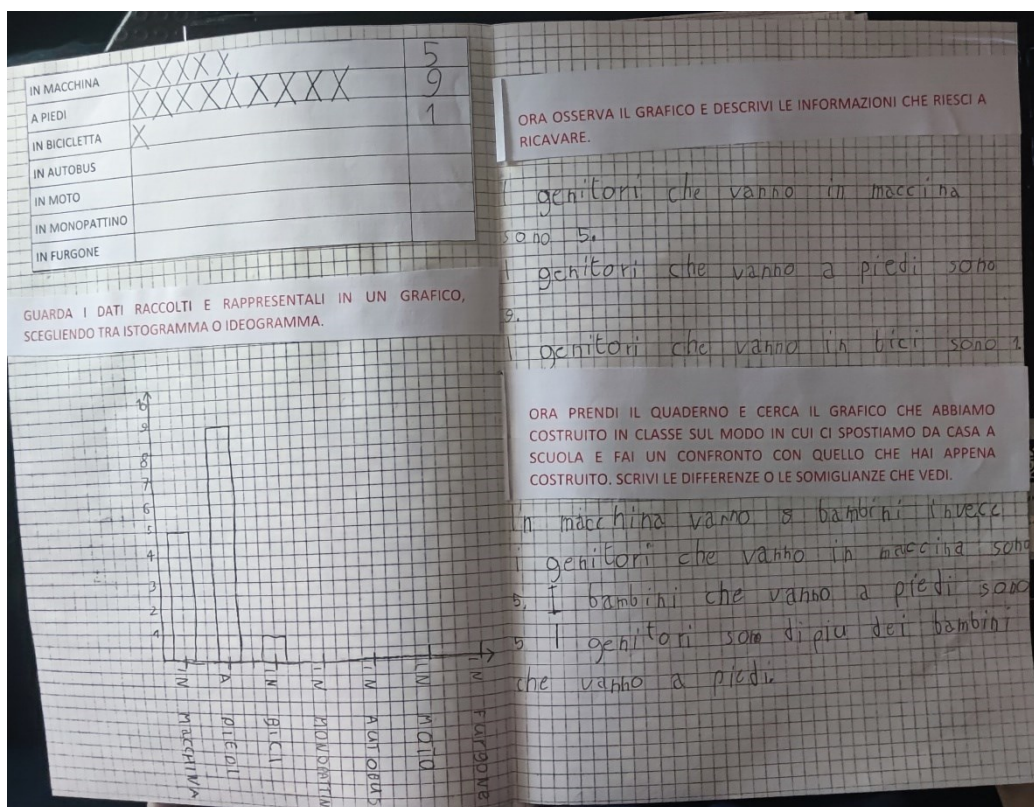 IN MACCHINA XXXXX 5
A PIEDI XXXXXXXXX 9
IN BICICLETTA X 1
IN AUTOBUS
IN MOTO
IN MONOPATTINO
IN FURGONE
GUARDA I DATI RACCOLTI E RAPPRESENTALI IN UN GRAFICO,
SCEGLIENDO TRA ISTOGRAMMA O IDEOGRAMMA.
9
8
7
6
5
4
3
2
1
IN MACCHINA
A PIEDI
IN BICI
IN MONOPATTIN
IN AUTOBUS
IN MOTO
IN FURGONE
ORA OSSERVA IL GRAFICO E DESCRIVI LE INFORMAZIONI CHE RIESCI A
RICAVARE.
I genitori che vanno in maccina
sono 5.
I genitori che vanno a piedi sono
9.
I genitori che vanno in bici sono 1
ORA PRENDI IL QUADERNO E CERCA IL GRAFICO CHE ABBIAMO
COSTRUITO IN CLASSE SUL MODO IN CUI CI SPOSTIAMO DA CASA A
SCUOLA E FAI UN CONFRONTO CON QUELLO CHE HAI APPENA
COSTRUITO. SCRIVI LE DIFFERENZE O LE SOMIGLIANZE CHE VEDI.
In macchina vanno 8 bambini invece
i genitori che vanno in maccina sono
5. I bambini che vanno a piedi sono
5 I genitori sono di piu dei bambini
che vanno a piedi.